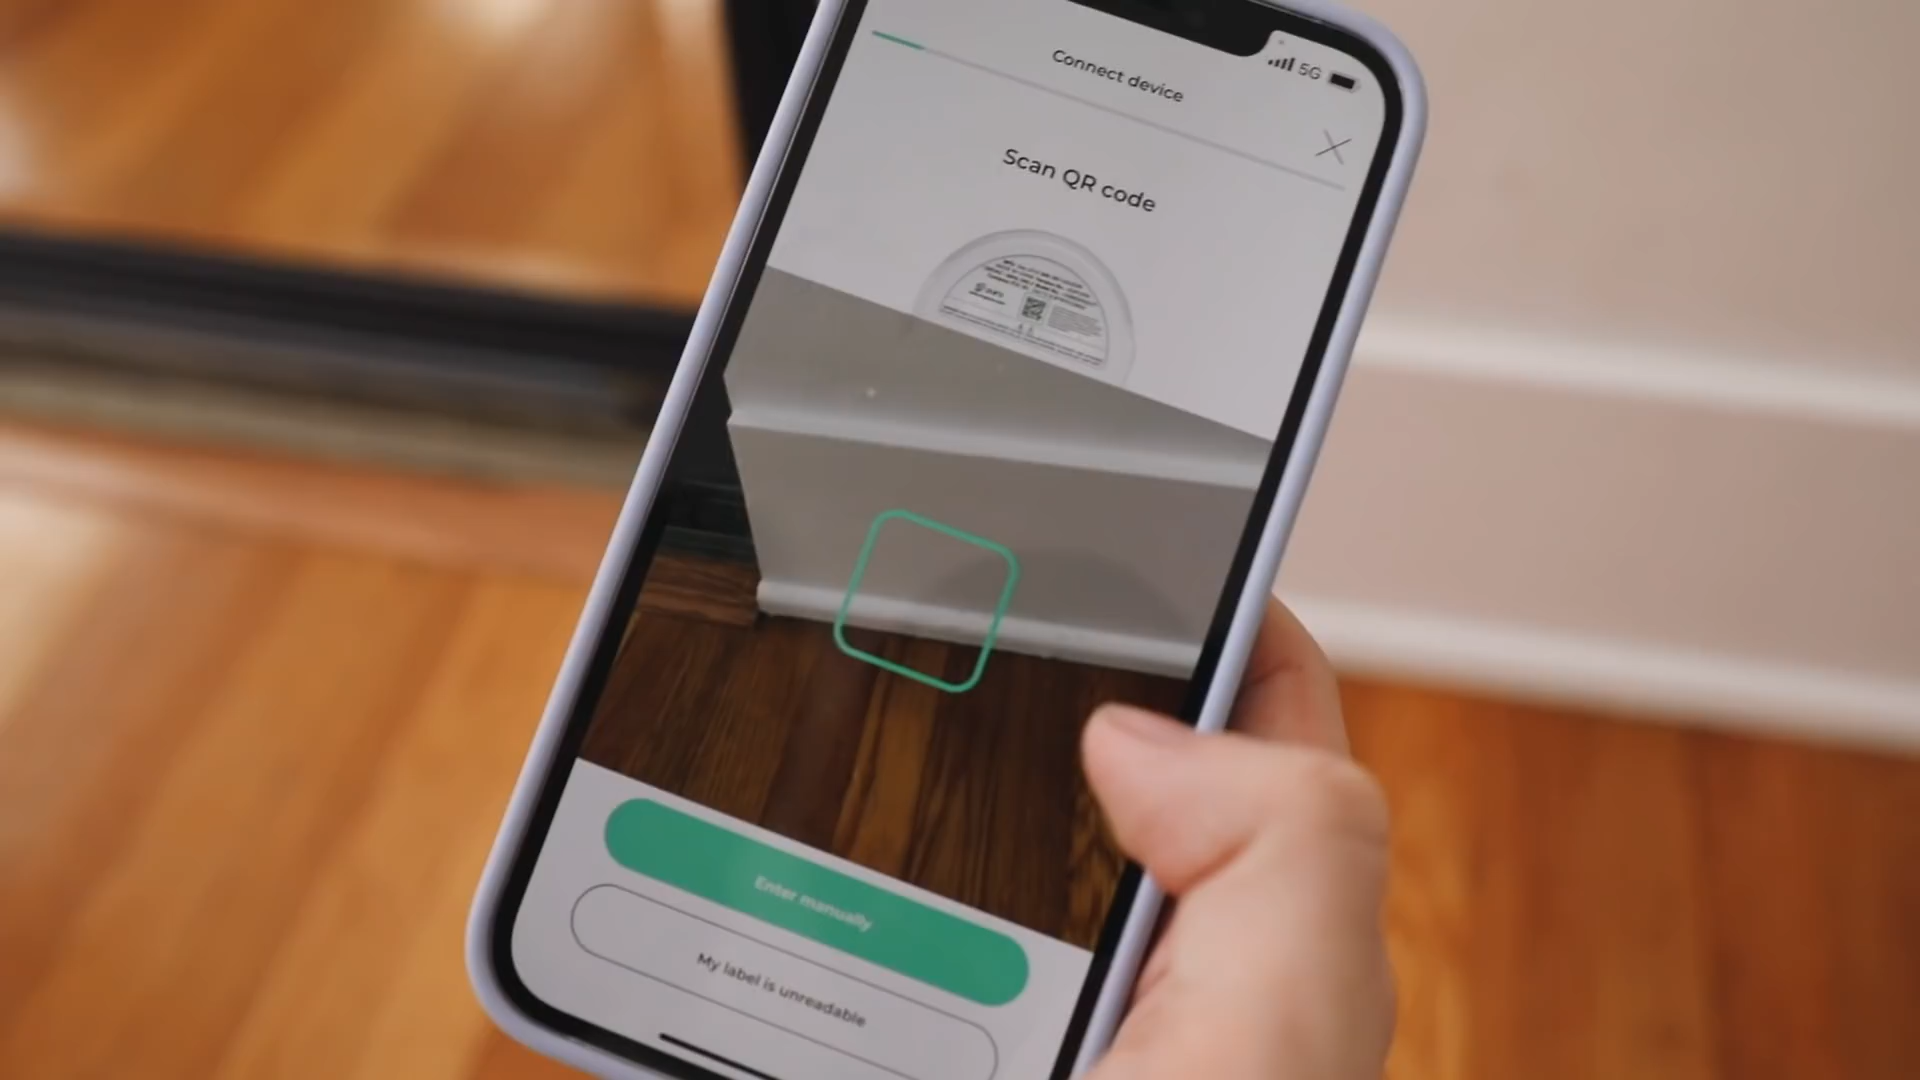 5G
Connect device
Scan QR code
Enter manually
My label is unreadable